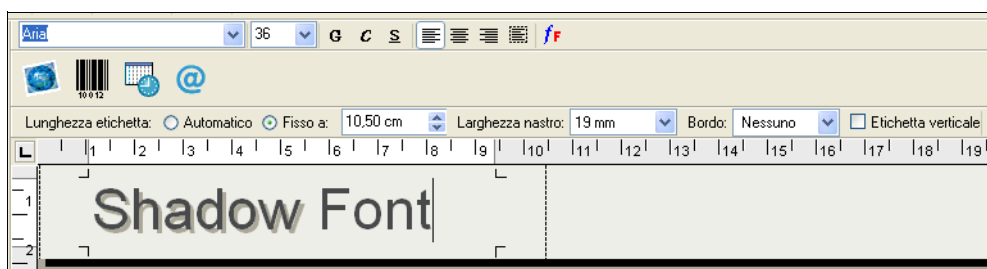 Arial 36 G C S fF
10012 @
Lunghezza etichetta: Automatico Fisso a: 10,50 cm Larghezza nastro: 19 mm Bordo: Nessuno Etichetta verticale
L 1 2 3 4 5 6 7 8 9 10 11 12 13 14 15 16 17 18 19
1
Shadow Font
2